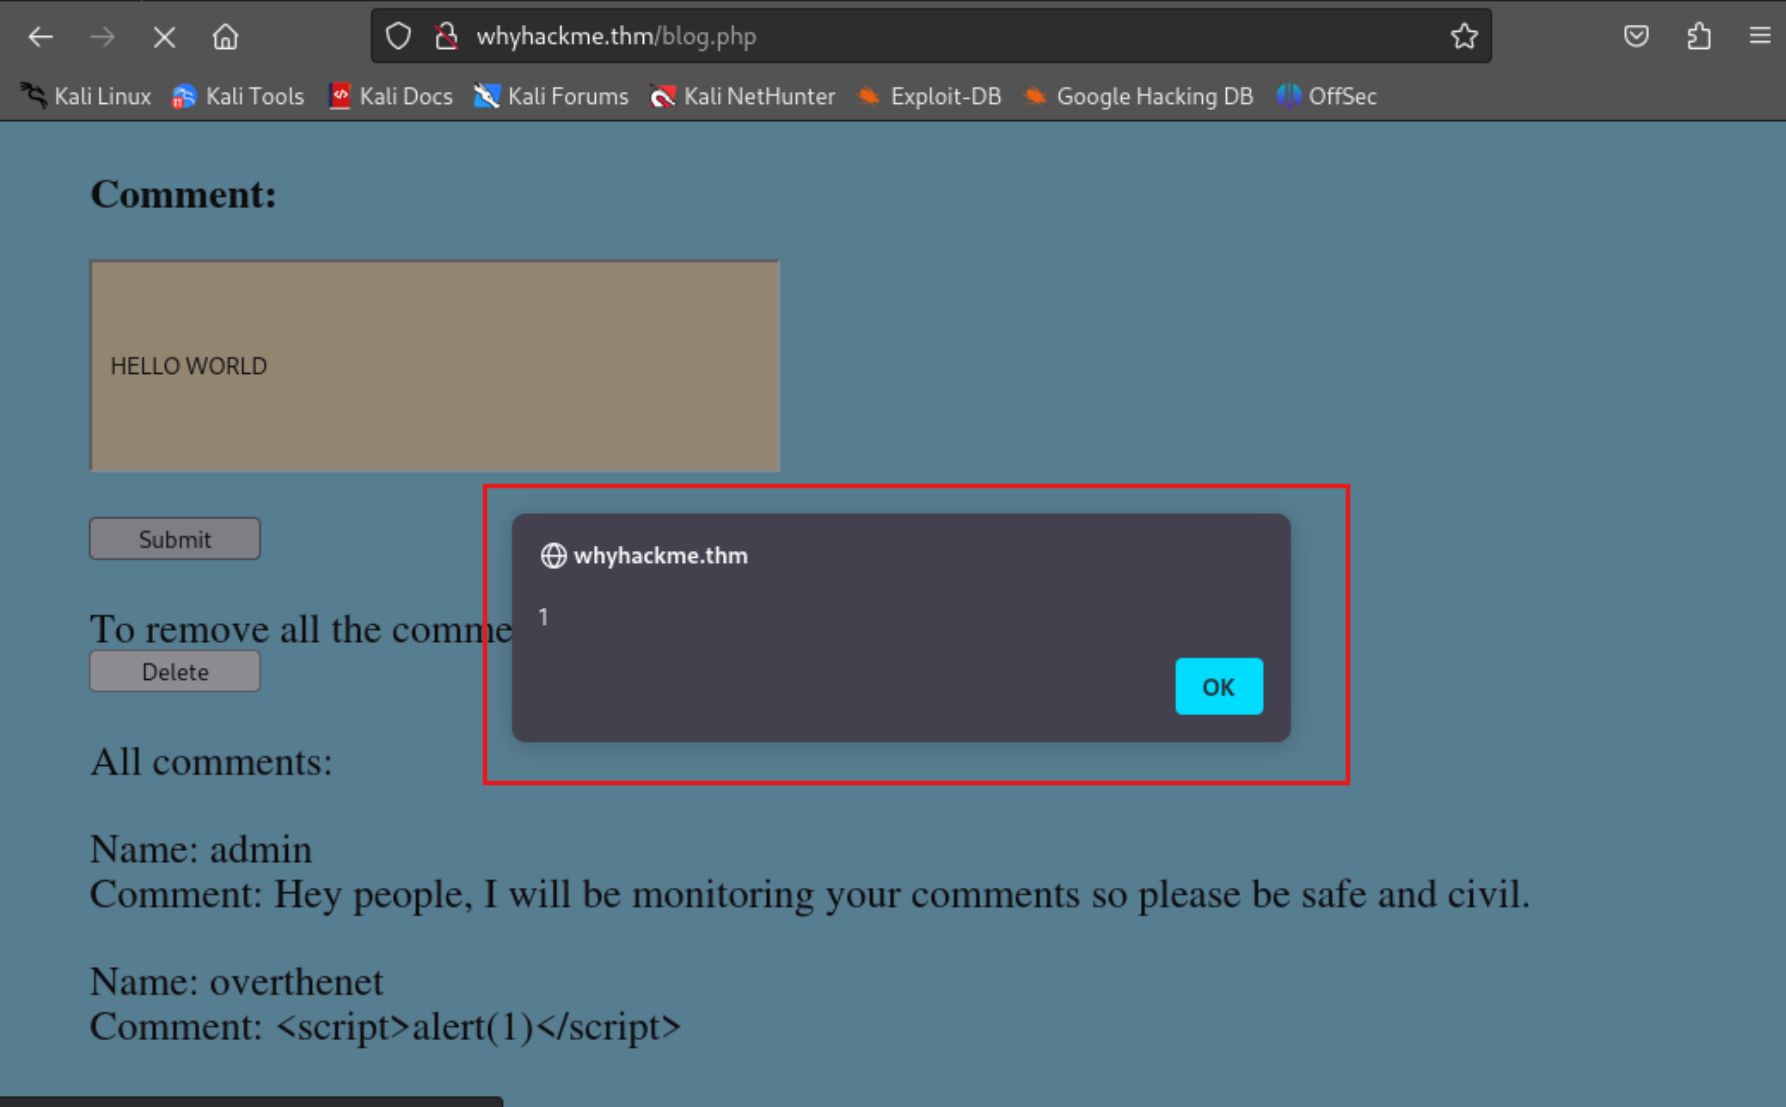 whyhackme.thm/blog.php
Kali Linux Kali Tools Kali Docs Kali Forums Kali NetHunter Exploit-DB Google Hacking DB OffSec
Comment:
HELLO WORLD
Submit
whyhackme.thm
1
OK
To remove all the comme
Delete
All comments:
Name: admin
Comment: Hey people, I will be monitoring your comments so please be safe and civil.
Name: overthenet
Comment: <script>alert(1)</script>